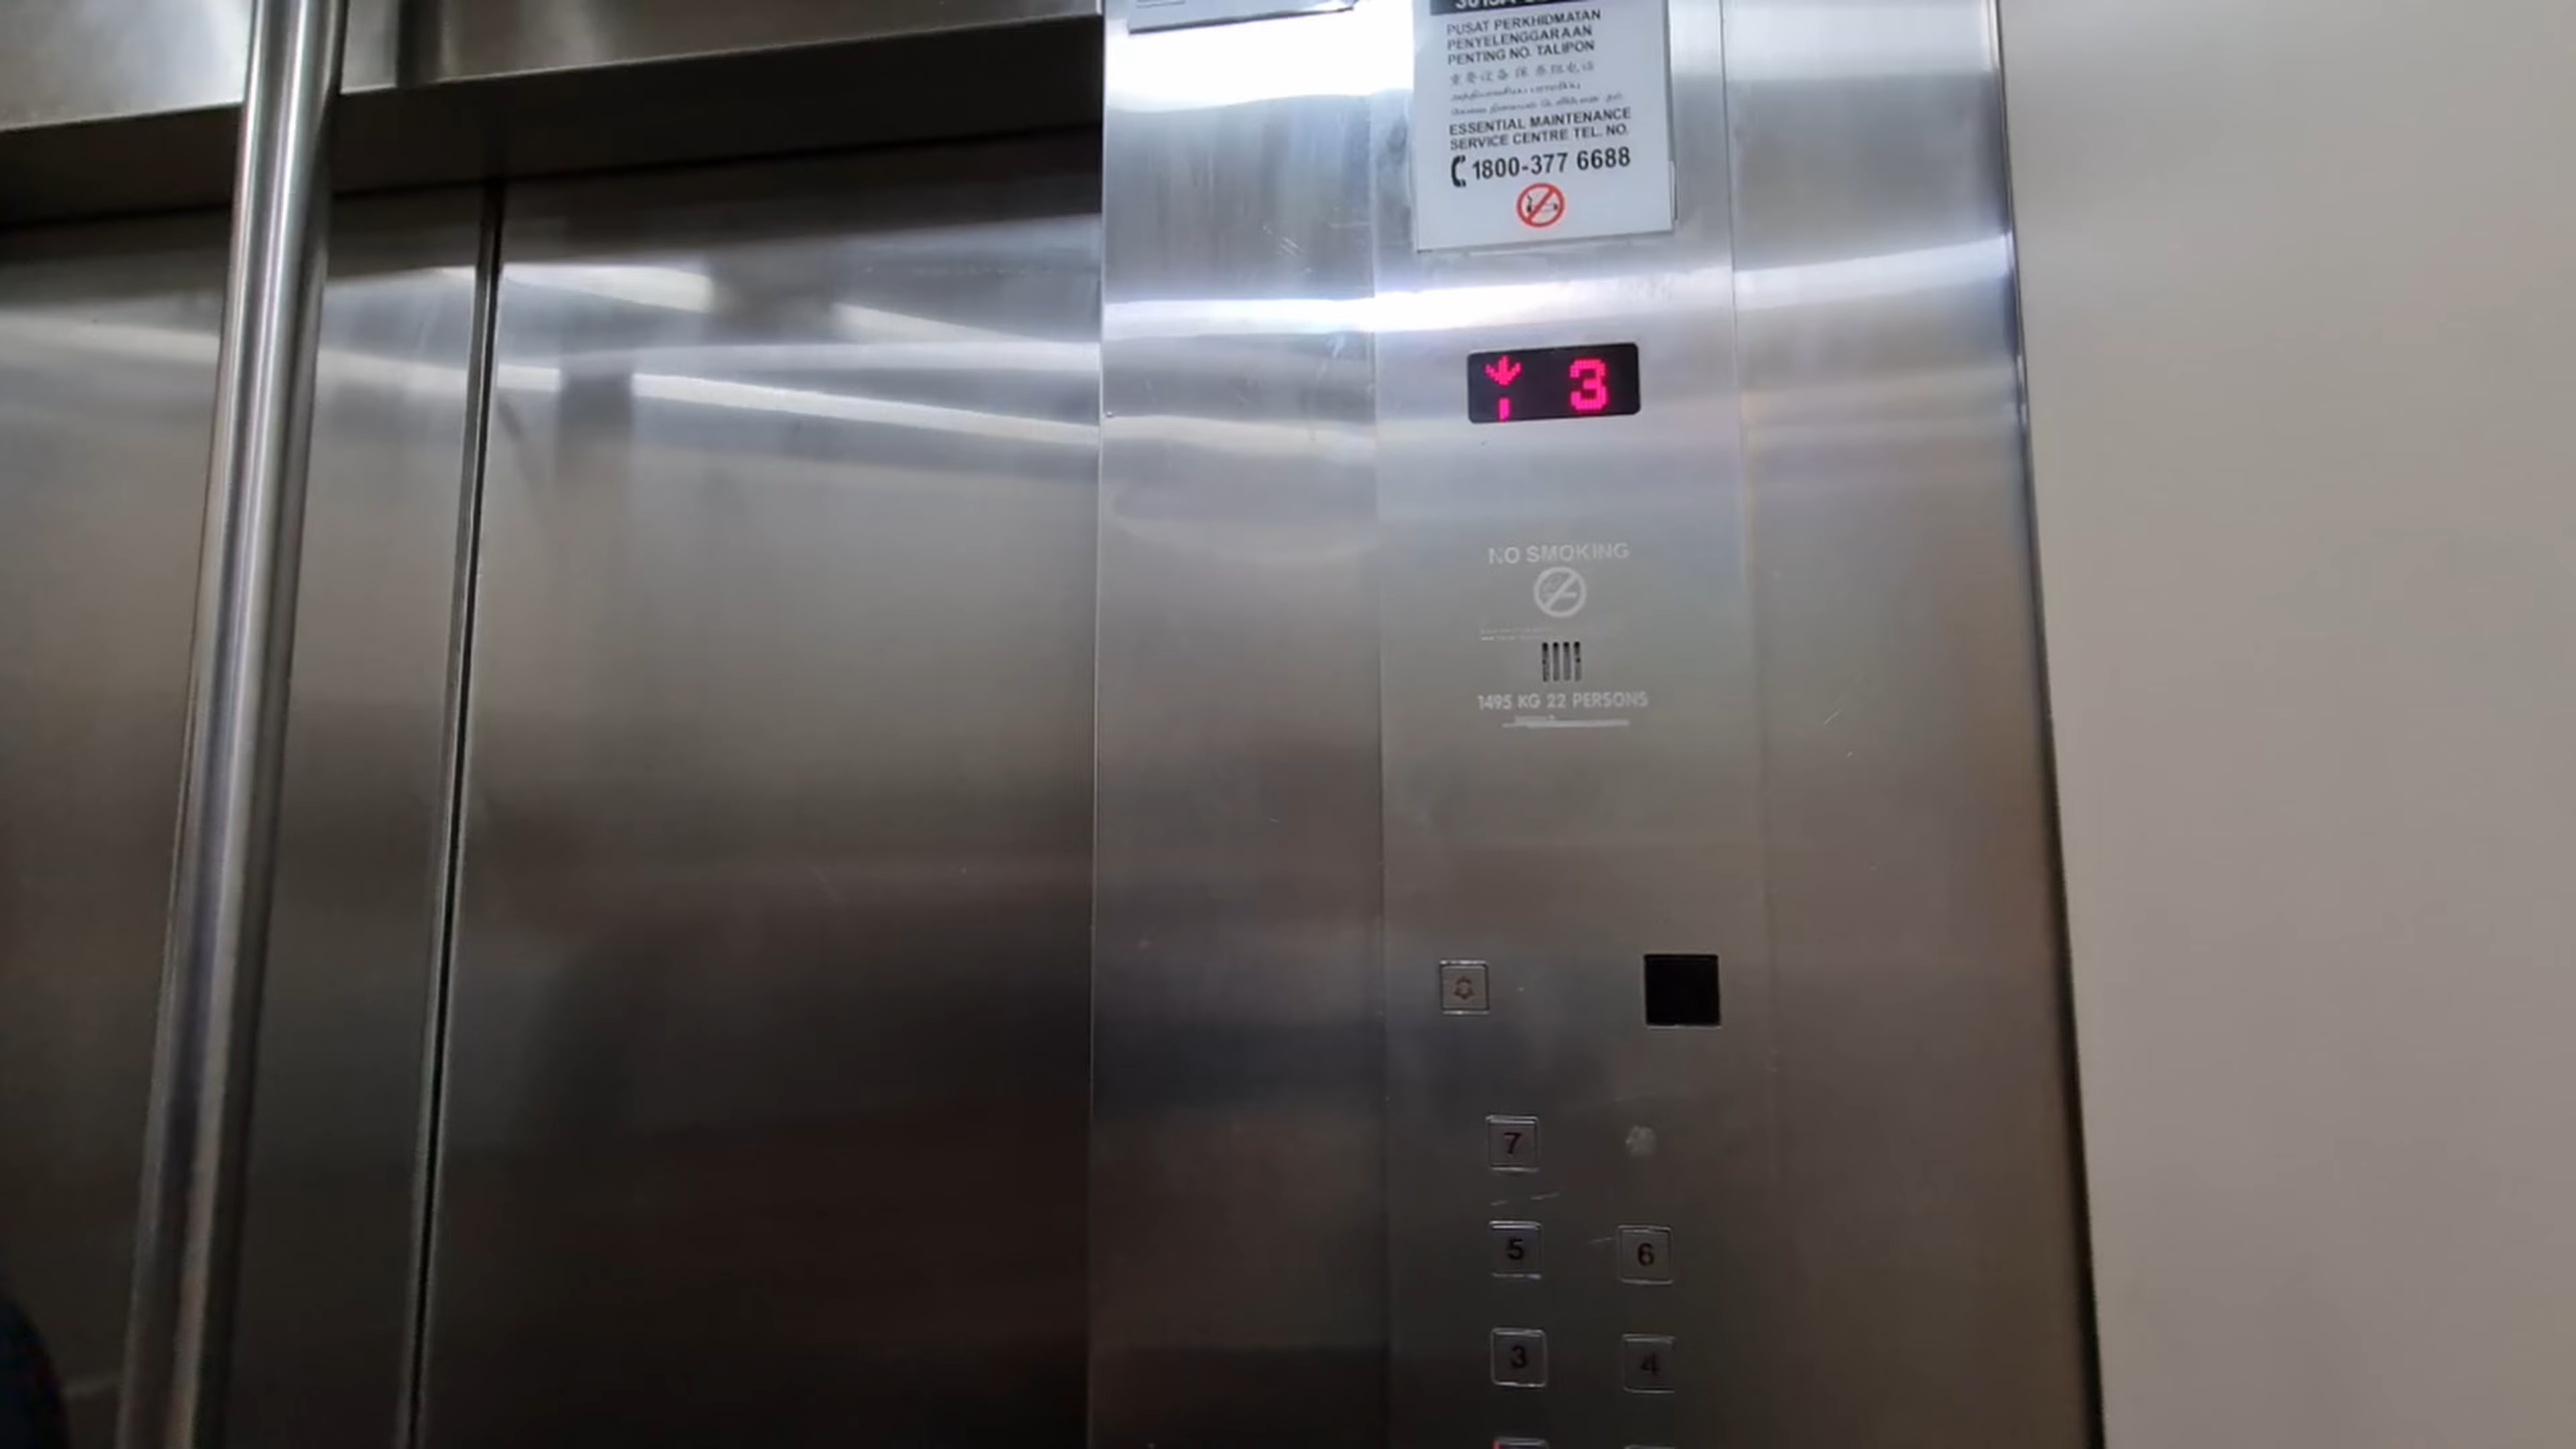 PUSAT PERKHIDMATAN
PENYELENGGARAAN
PENTING NO. TALIPON
ESSENTIAL MAINTENANCE
SERVICE CENTRE TEL. NO.
1800-377 6688
3
NO SMOKING
1495 KG 22 PERSONS
7
5 6
3 4